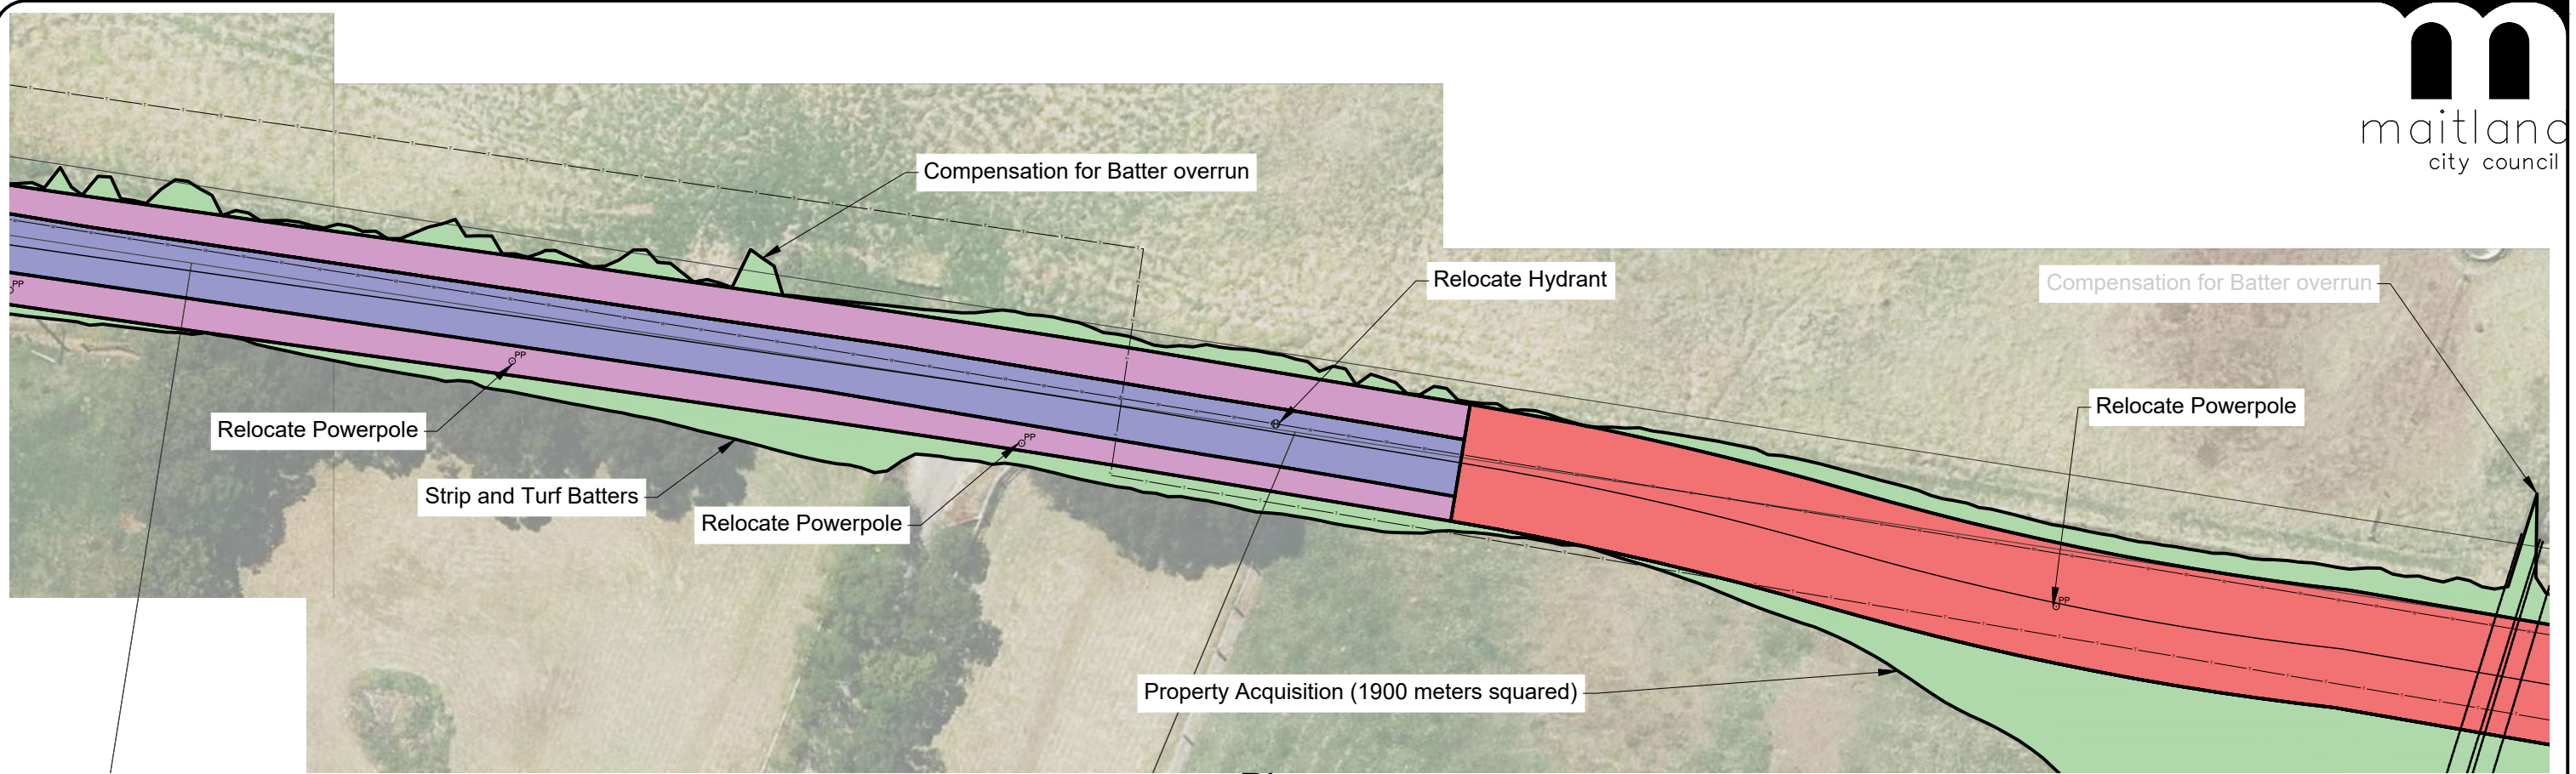 maitland
city council
Compensation for Batter overrun
Relocate Hydrant
Compensation for Batter overrun
PP
PP
Relocate Powerpole
Relocate Powerpole
PP
Strip and Turf Batters
Relocate Powerpole
PP
Property Acquisition (1900 meters squared)